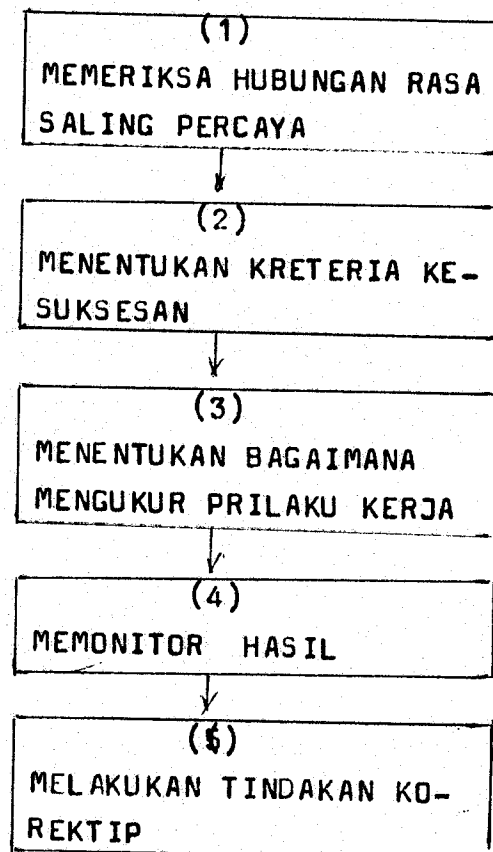 (1)
MEMERIKSA HUBUNGAN RASA
SALING PERCAYA
(2)
MENENTUKAN KRETERIA KE-
SUKSESAN
(3)
MENENTUKAN BAGAIMANA
MENGUKUR PRILAKU KERJA
(4)
MEMONITOR HASIL
(5)
MELAKUKAN TINDAKAN KO-
REKTIP